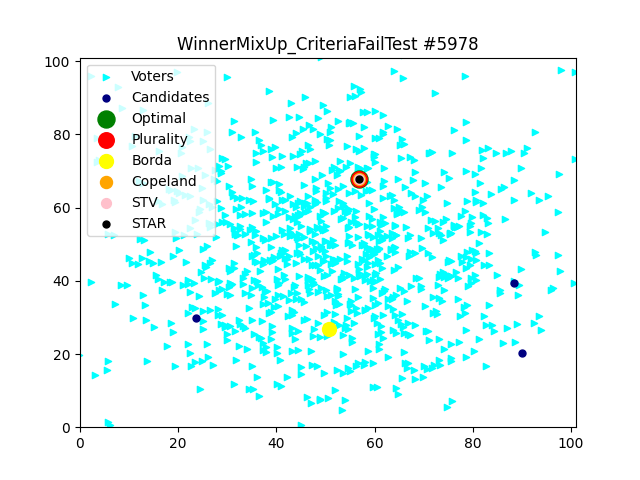 WinnerMixUp_CriteriaFailTest #5978
Voters
Candidates
Optimal
Plurality
Borda
Copeland
STV
STAR
100
80
60
40
20
0
0 20 40 60 80 100